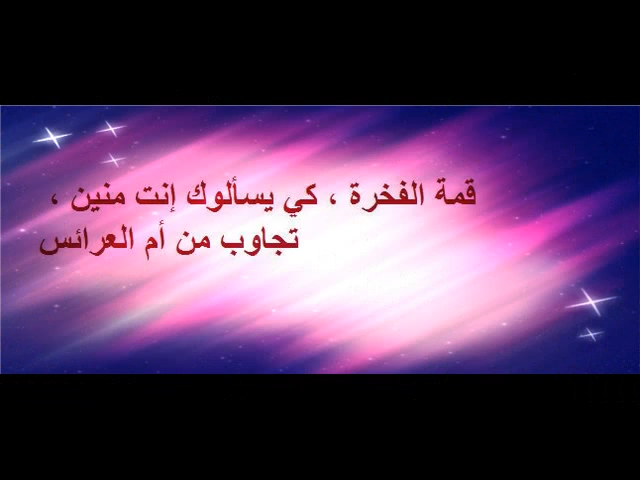 قمة الفخرة ، كي يسألوك إنت منين ،
تجاوب من أم العرائس